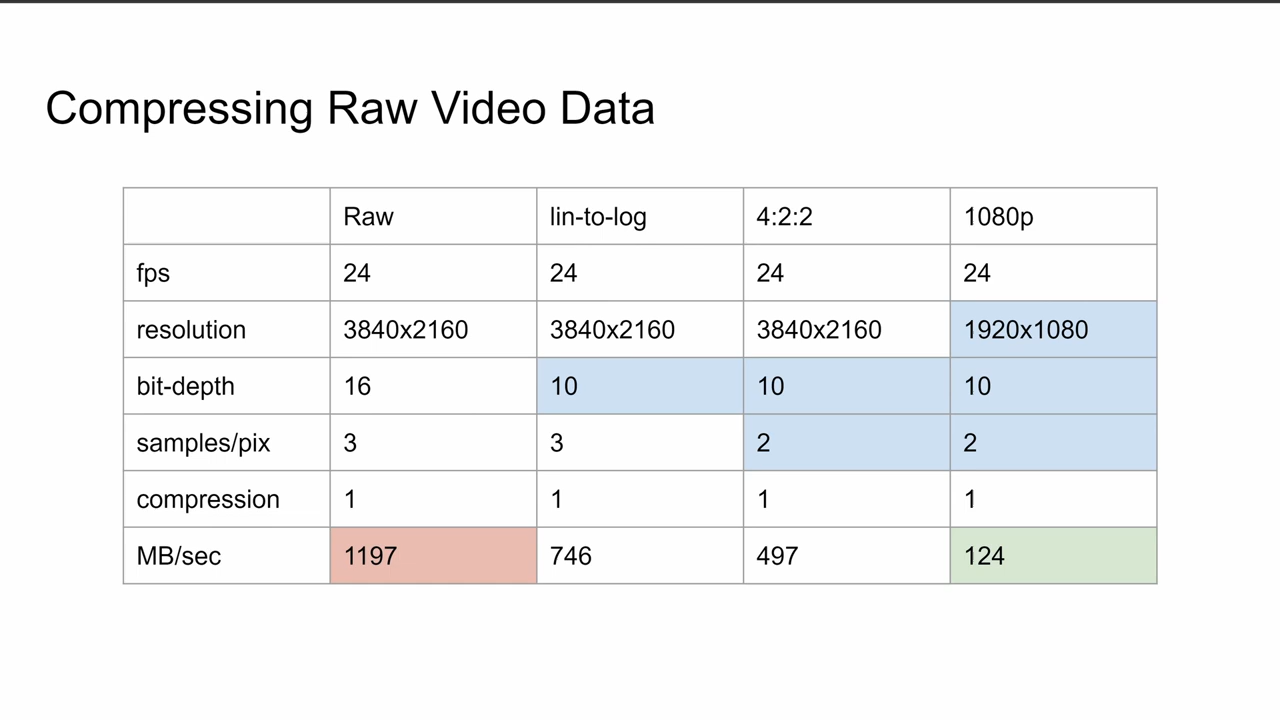 Compressing Raw Video Data
Raw lin-to-log 4:2:2 1080p
fps 24 24 24 24
resolution 3840x2160 3840x2160 3840x2160 1920x1080
bit-depth 16 10 10 10
samples/pix 3 3 2 2
compression 1 1 1 1
MB/sec 1197 746 497 124